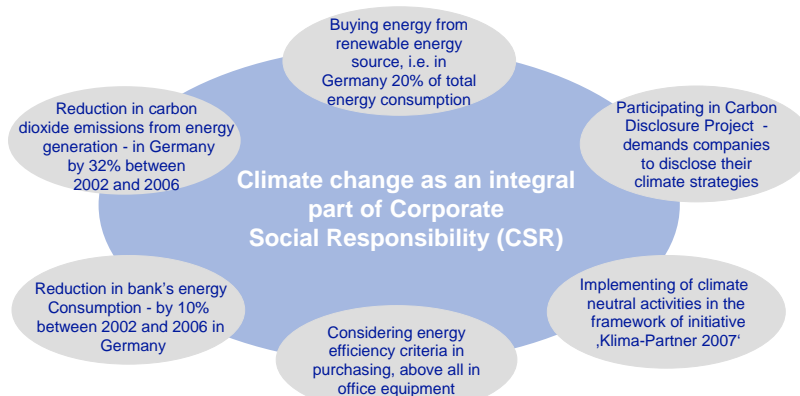 Buying energy from
renewable energy
source, i.e. in
Germany 20% of total
energy consumption
Reduction in carbon
dioxide emissions from energy
generation - in Germany
by 32% between
2002 and 2006
Participating in Carbon
Disclosure Project -
demands companies
to disclose their
climate strategies
Climate change as an integral
part of Corporate
Social Responsibility (CSR)
Reduction in bank's energy
Consumption - by 10%
between 2002 and 2006 in
Germany
Considering energy
efficiency criteria in
purchasing, above all in
office equipment
Implementing of climate
neutral activities in the
framework of initiative
‚Klima-Partner 2007‘